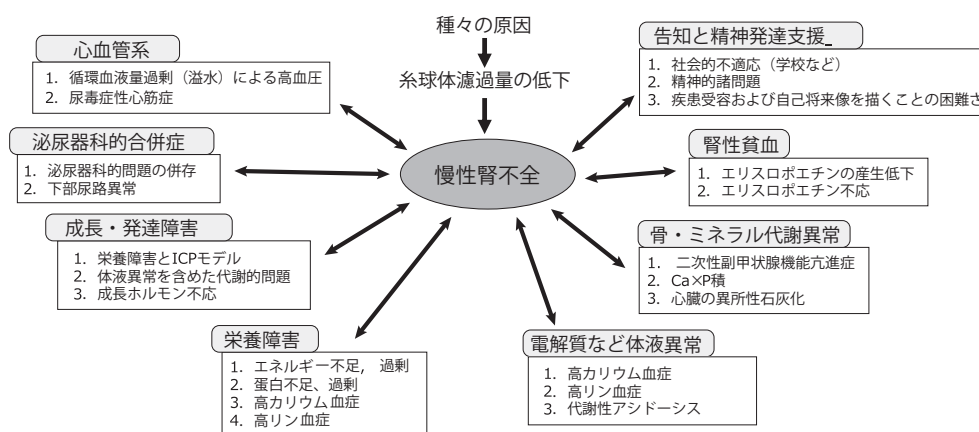 種々の原因
糸球体濾過量の低下
慢性腎不全
心血管系
1. 循環血液量過剰（溢水）による高血圧
2. 尿毒症性心筋症
泌尿器科的合併症
1. 泌尿器科的問題の併存
2. 下部尿路異常
成長・発達障害
1. 栄養障害とICPモデル
2. 体液異常を含めた代謝的問題
3. 成長ホルモン不応
栄養障害
1. エネルギー不足, 過剰
2. 蛋白不足、過剰
3. 高カリウム血症
4. 高リン血症
告知と精神発達支援_
1. 社会的不適応（学校など）
2. 精神的諸問題
3. 疾患受容および自己将来像を描くことの困難さ
腎性貧血
1. エリスロポエチンの産生低下
2. エリスロポエチン不応
骨・ミネラル代謝異常
1. 二次性副甲状腺機能亢進症
2. Ca×P積
3. 心臓の異所性石灰化
電解質など体液異常
1. 高カリウム血症
2. 高リン血症
3. 代謝性アシドーシス